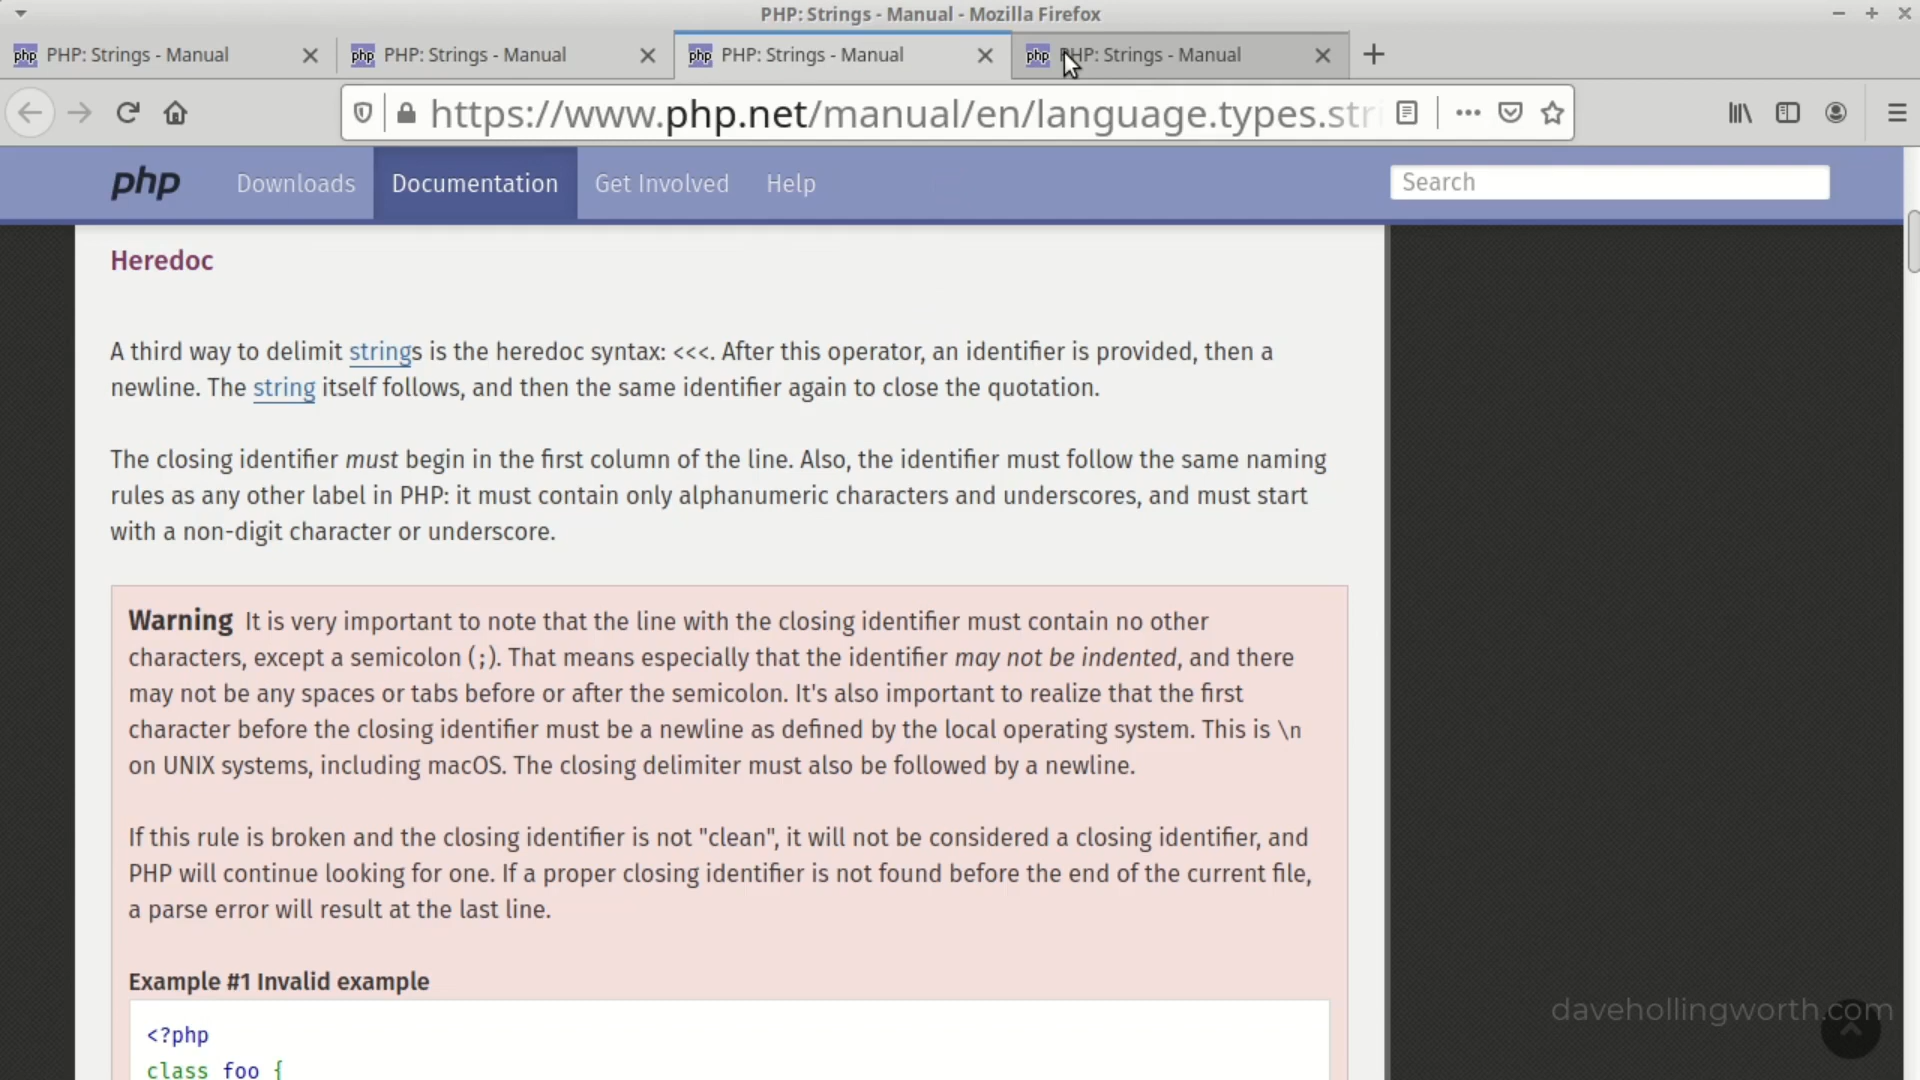 PHP: Strings - Manual - Mozilla Firefox
php PHP: Strings - Manual
php PHP: Strings - Manual
php PHP: Strings - Manual
php HP: Strings - Manual
https://www.php.net/manual/en/language.types.stri
php
Downloads
Documentation
Get Involved
Help
Search
Heredoc
A third way to delimit strings is the heredoc syntax: <<<. After this operator, an identifier is provided, then a
newline. The string itself follows, and then the same identifier again to close the quotation.
The closing identifier must begin in the first column of the line. Also, the identifier must follow the same naming
rules as any other label in PHP: it must contain only alphanumeric characters and underscores, and must start
with a non-digit character or underscore.
Warning It is very important to note that the line with the closing identifier must contain no other
characters, except a semicolon (;). That means especially that the identifier may not be indented, and there
may not be any spaces or tabs before or after the semicolon. It's also important to realize that the first
character before the closing identifier must be a newline as defined by the local operating system. This is \n
on UNIX systems, including macOS. The closing delimiter must also be followed by a newline.
If this rule is broken and the closing identifier is not "clean", it will not be considered a closing identifier, and
PHP will continue looking for one. If a proper closing identifier is not found before the end of the current file,
a parse error will result at the last line.
Example #1 Invalid example
<?php
class foo {
davehollingworth.com